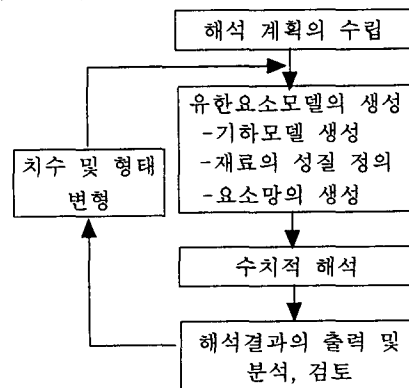 해석 계획의 수립
유한요소모델의 생성
-기하모델 생성
-재료의 성질 정의
-요소망의 생성
치수 및 형태
변형
수치적 해석
해석결과의 출력 및
분석, 검토